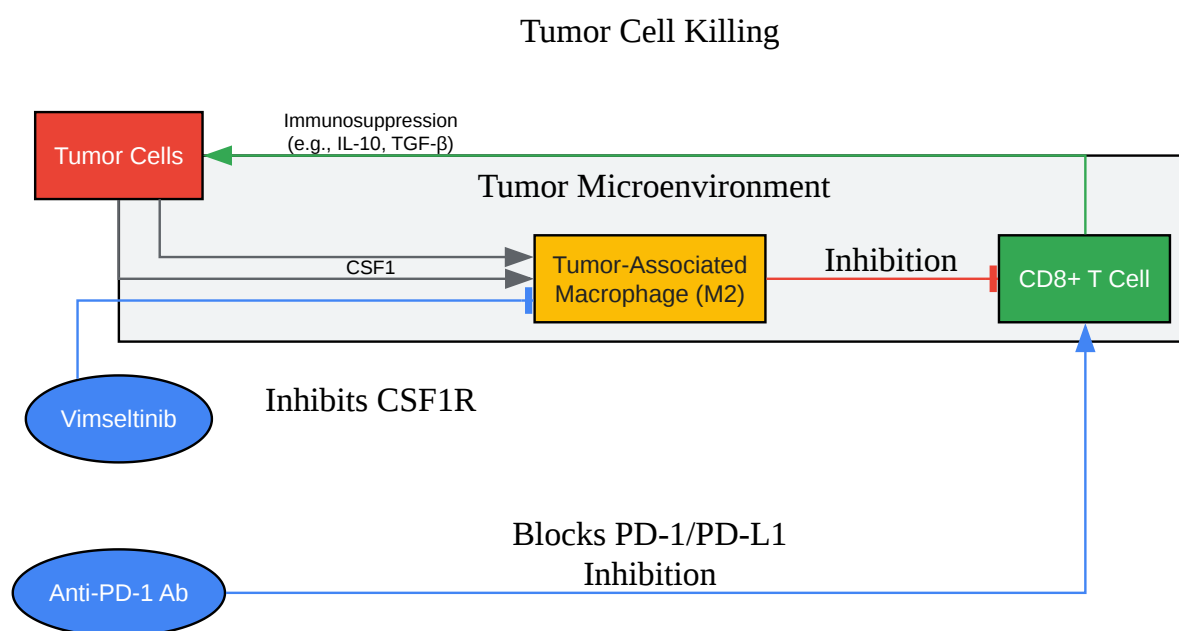 Tumor Cell Killing
Immunosuppression
(e.g., IL-10, TGF-β)
Tumor Cells
Tumor Microenvironment
CSF1
Tumor-Associated
Macrophage (M2)
Inhibition
CD8+ T Cell
Vimseltinib
Inhibits CSF1R
Blocks PD-1/PD-L1
Inhibition
Anti-PD-1 Ab